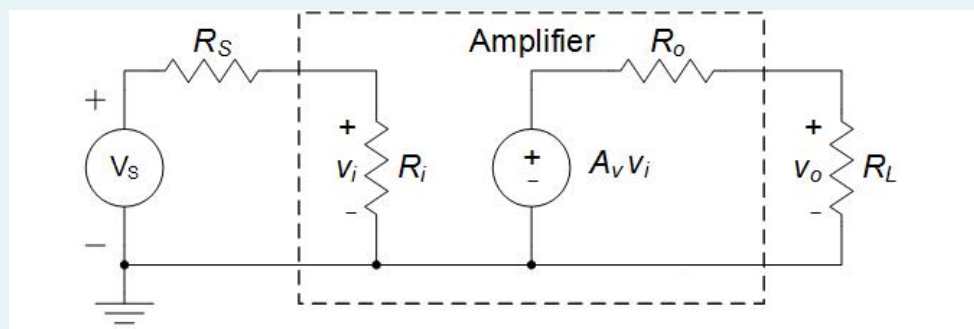 Amplifier
R_S
R_o
+
V_S
−
+
v_i
−
R_i
+
−
A_v v_i
+
v_o
−
R_L